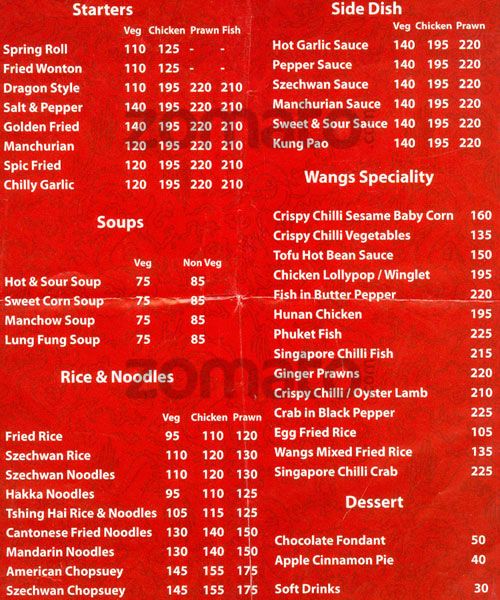 Starters
Veg Chicken Prawn Fish
Spring Roll 110 125 - -
Fried Wonton 110 125 - -
Dragon Style 110 195 220 210
Salt & Pepper 140 195 220 210
Golden Fried 140 195 220 210
Manchurian 120 195 220 210
Spic Fried 120 195 220 210
Chilly Garlic 120 195 220 210
Soups
Veg Non Veg
Hot & Sour Soup 75 85
Sweet Corn Soup 75 85
Manchow Soup 75 85
Lung Fung Soup 75 85
Rice & Noodles
Veg Chicken Prawn
Fried Rice 95 110 120
Szechwan Rice 110 120 130
Szechwan Noodles 110 120 130
Hakka Noodles 95 110 125
Tshing Hai Rice & Noodles 105 115 125
Cantonese Fried Noodles 130 140 150
Mandarin Noodles 130 140 150
American Chopsuey 145 155 175
Szechwan Chopsuey 145 155 175
Side Dish
Veg Chicken Prawn
Hot Garlic Sauce 140 195 220
Pepper Sauce 140 195 220
Szechwan Sauce 140 195 220
Manchurian Sauce 140 195 220
Sweet & Sour Sauce 140 195 220
Kung Pao 140 195 220
Wangs Speciality
Crispy Chilli Sesame Baby Corn 160
Crispy Chilli Vegetables 135
Tofu Hot Bean Sauce 150
Chicken Lollypop / Winglet 195
Fish in Butter Pepper 220
Hunan Chicken 195
Phuket Fish 225
Singapore Chilli Fish 215
Ginger Prawns 220
Crispy Chilli / Oyster Lamb 210
Crab in Black Pepper 225
Egg Fried Rice 105
Wangs Mixed Fried Rice 135
Singapore Chilli Crab 225
Dessert
Chocolate Fondant 50
Apple Cinnamon Pie 40
Soft Drinks 30
zomato.com
zomato.com